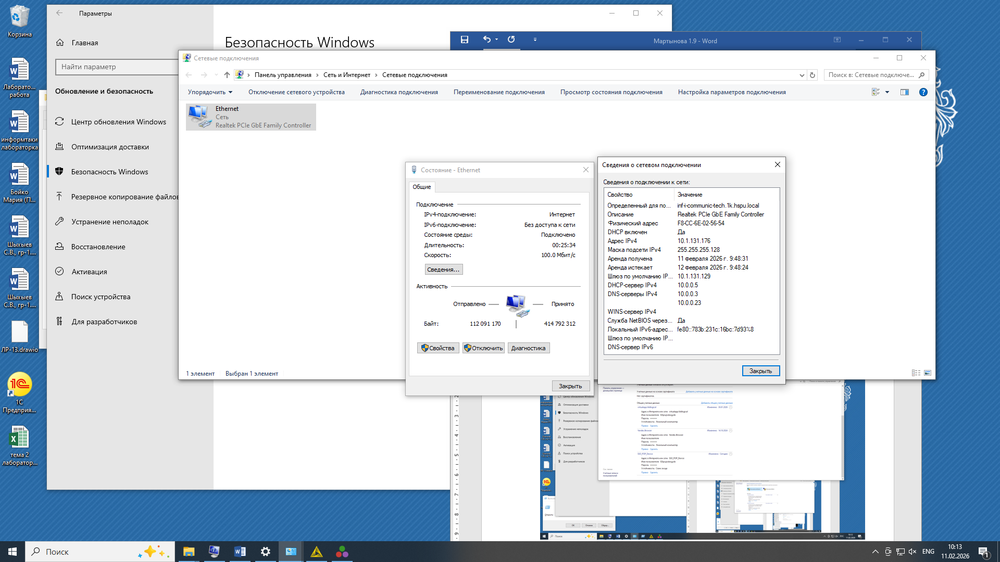 Корзина
Лаборато...
работа
информтаки
лабораторка
Бойко
Мария (П...
Шыхыев
С.В., гр-1....
Шыхыев
С.В., гр-1....
ЛР-13.drawio
1С
Предприя...
тема 2
лаборатор...
Параметры
Главная
Найти параметр
Обновление и безопасность
Центр обновления Windows
Оптимизация доставки
Безопасность Windows
Резервное копирование файлов
Устранение неполадок
Восстановление
Активация
Поиск устройства
Для разработчиков
Безопасность Windows
Мартынова 1.9 - Word
Сетевые подключения
Панель управления
Сеть и Интернет
Сетевые подключения
Поиск в: Сетевые подключе...
Упорядочить
Отключение сетевого устройства
Диагностика подключения
Переименование подключения
Просмотр состояния подключения
Настройка параметров подключения
Ethernet
Сеть
Realtek PCIe GbE Family Controller
1 элемент
Выбран 1 элемент
Состояние - Ethernet
Общие
Подключение
IPv4-подключение: Интернет
IPv6-подключение: Без доступа к сети
Состояние среды: Подключено
Длительность: 00:25:34
Скорость: 100.0 Мбит/с
Сведения...
Активность
Отправлено
Принято
Байт: 112 091 170 414 792 312
Свойства
Отключить
Диагностика
Закрыть
Сведения о сетевом подключении
Сведения о подключении к сети:
Свойство Значение
Определенный для по... inf-i-communic-tech.1k.hspu.local
Описание Realtek PCIe GbE Family Controller
Физический адрес F8-CC-6E-02-56-54
DHCP включен Да
Адрес IPv4 10.1.131.176
Маска подсети IPv4 255.255.255.128
Аренда получена 11 февраля 2026 г. 9:48:31
Аренда истекает 12 февраля 2026 г. 9:48:24
Шлюз по умолчанию IP... 10.1.131.129
DHCP-сервер IPv4 10.0.0.5
DNS-серверы IPv4 10.0.0.3
10.0.0.23
WINS-сервер IPv4
Служба NetBIOS через... Да
Локальный IPv6-адрес... fe80::783b:231c:16bc:7d93%8
Шлюз по умолчанию IP...
DNS-сервер IPv6
Закрыть
Поиск
ENG
10:13
11.02.2026
1